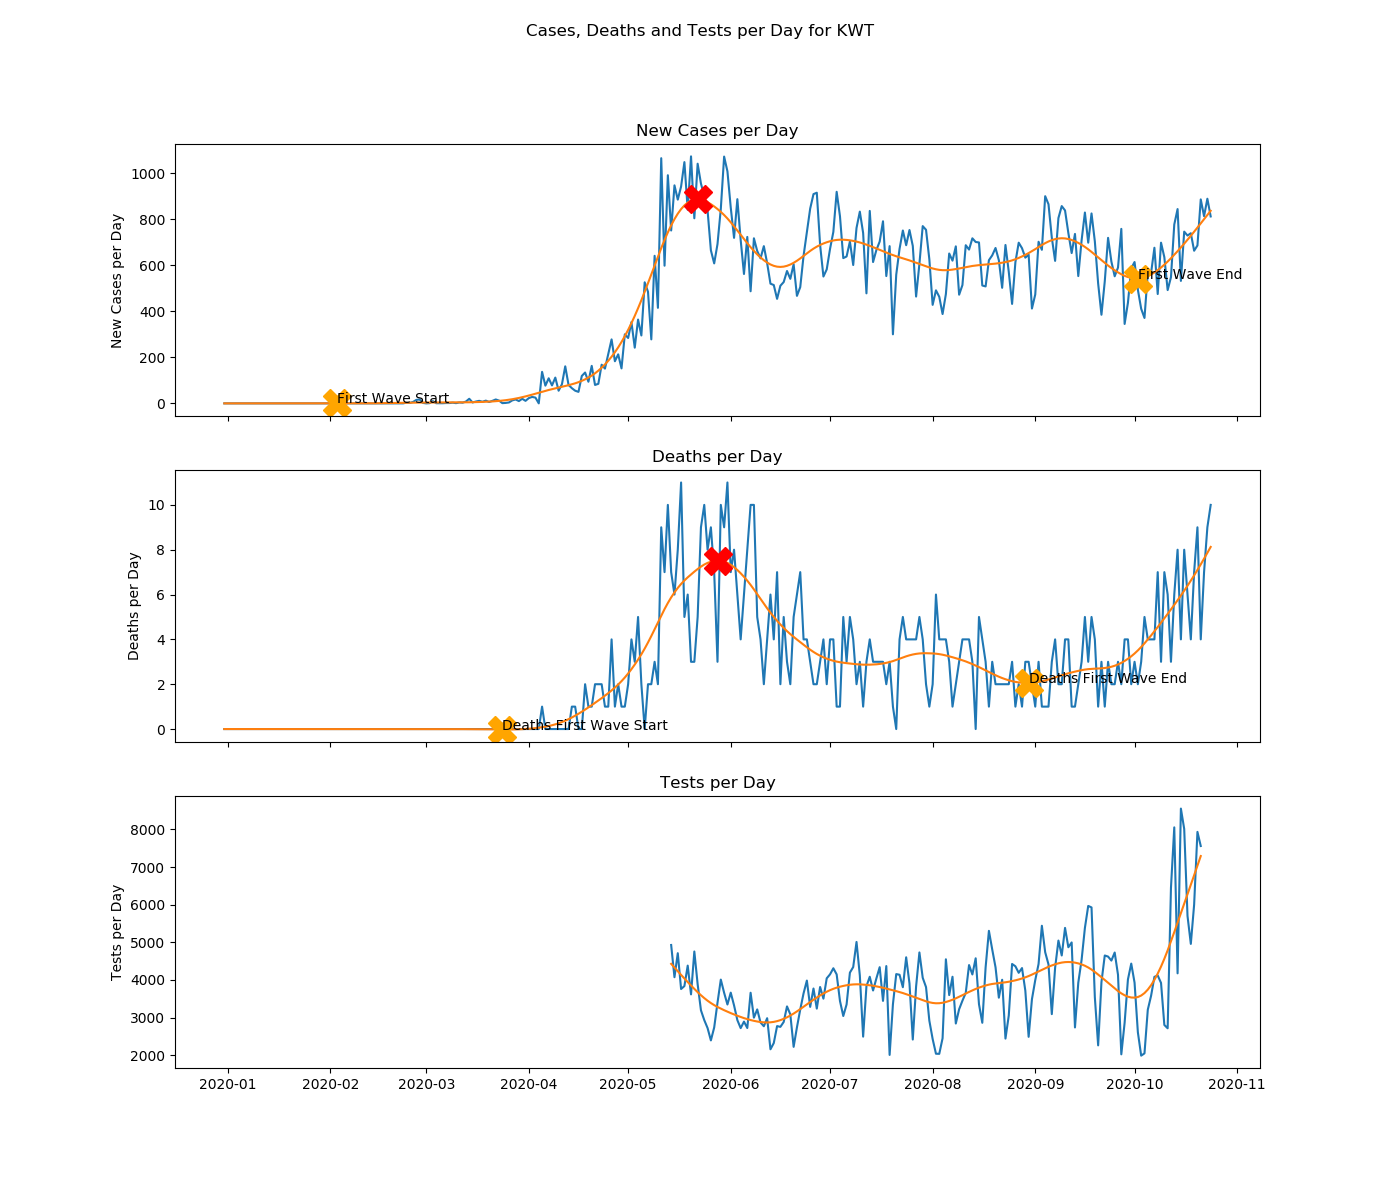 Cases, Deaths and Tests per Day for KWT
New Cases per Day
New Cases per Day
1000
800
600
400
200
0
First Wave Start
First Wave End
Deaths per Day
Deaths per Day
10
8
6
4
2
0
Deaths First Wave Start
Deaths First Wave End
Tests per Day
Tests per Day
8000
7000
6000
5000
4000
3000
2000
2020-01 2020-02 2020-03 2020-04 2020-05 2020-06 2020-07 2020-08 2020-09 2020-10 2020-11